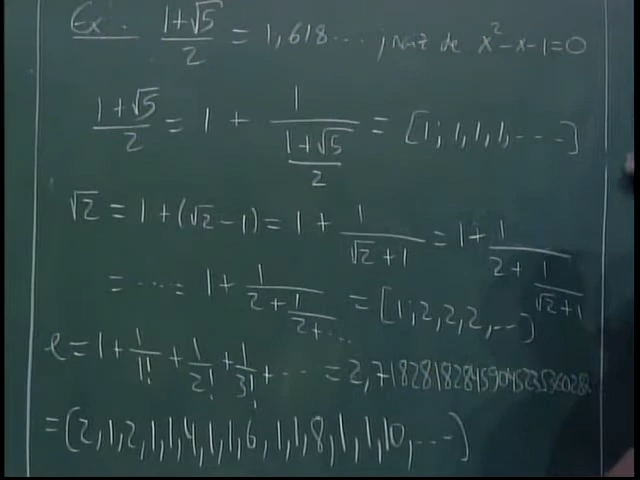 Ex. (1+√5)/2 = 1,618... , raiz de x²-x-1=0
(1+√5)/2 = 1 + 1/((1+√5)/2) = [1;1,1,1,....]
√2 = 1+(√2-1) = 1 + 1/(√2+1) = 1+1/(2+1/(√2+1))
= ....= 1+1/(2+1/(2+...)) = [1;2,2,2,...]
e = 1+1/1!+1/2!+1/3!+.... = 2,71828182845904523536028
= [2,1,2,1,1,4,1,1,6,1,1,8,1,1,10,...]